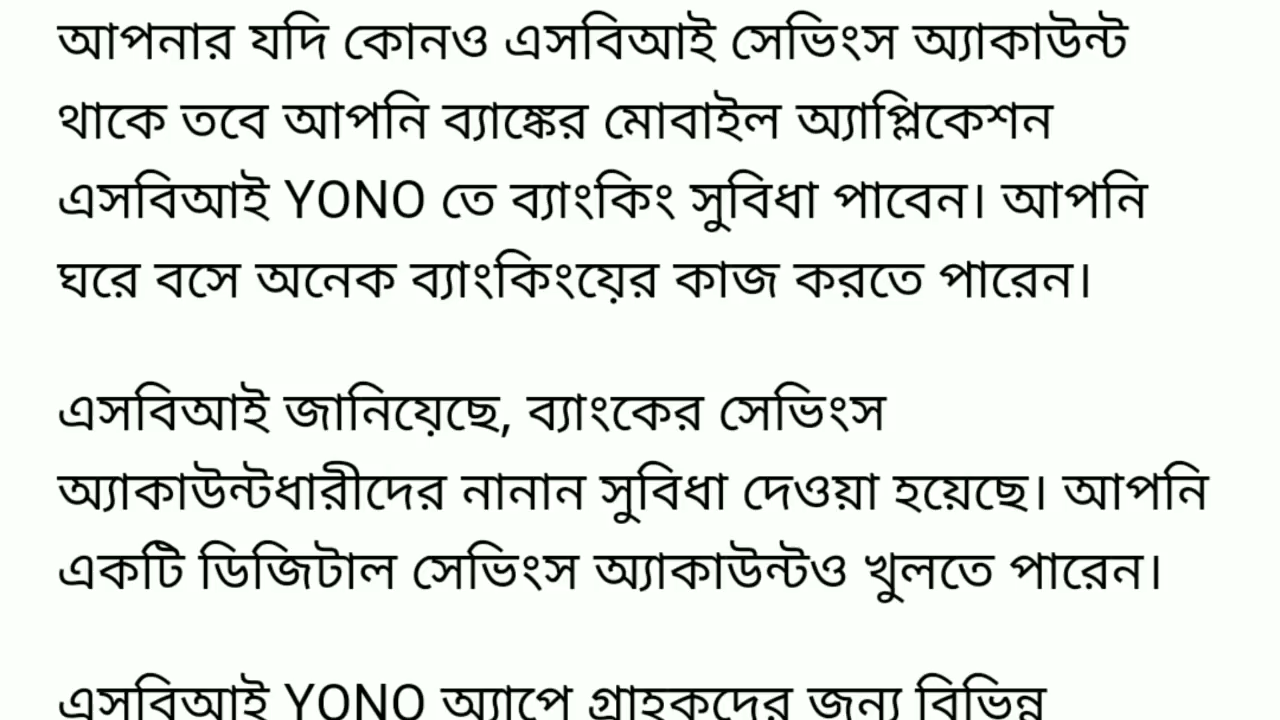 আপনার যদি কোনও এসবিআই সেভিংস অ্যাকাউন্ট
থাকে তবে আপনি ব্যাঙ্কের মোবাইল অ্যাপ্লিকেশন
এসবিআই YONO তে ব্যাংকিং সুবিধা পাবেন। আপনি
ঘরে বসে অনেক ব্যাংকিংয়ের কাজ করতে পারেন।
এসবিআই জানিয়েছে, ব্যাংকের সেভিংস
অ্যাকাউন্টধারীদের নানান সুবিধা দেওয়া হয়েছে। আপনি
একটি ডিজিটাল সেভিংস অ্যাকাউন্টও খুলতে পারেন।
এসবিআই YONO অ্যাপে গ্রাহকদের জন্য বিভিন্ন